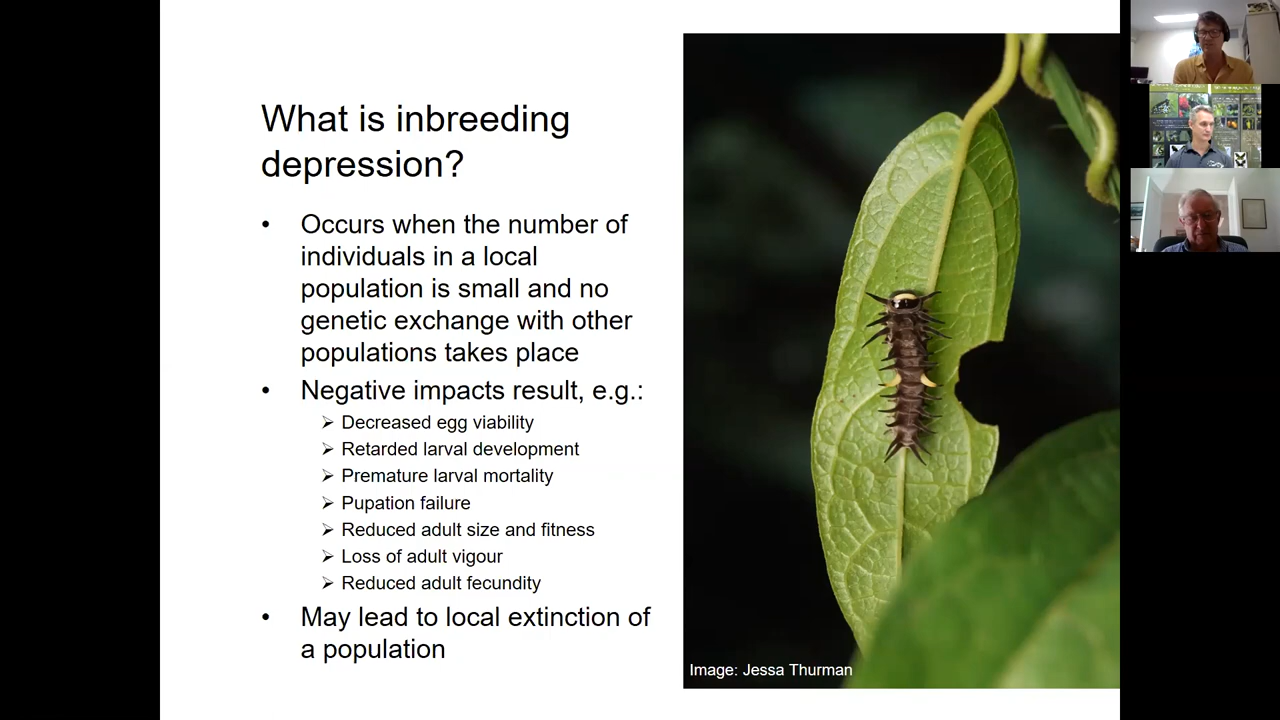 What is inbreeding
depression?
• Occurs when the number of
individuals in a local
population is small and no
genetic exchange with other
populations takes place
• Negative impacts result, e.g.:
➢ Decreased egg viability
➢ Retarded larval development
➢ Premature larval mortality
➢ Pupation failure
➢ Reduced adult size and fitness
➢ Loss of adult vigour
➢ Reduced adult fecundity
• May lead to local extinction of
a population
Image: Jessa Thurman